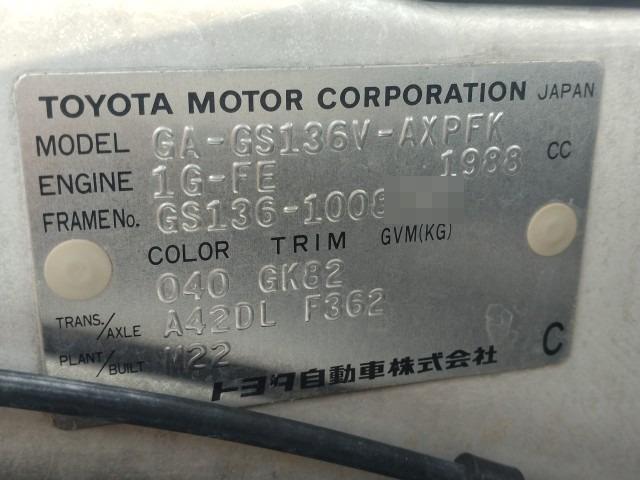 TOYOTA MOTOR CORPORATION JAPAN
MODEL GA-GS136V-AXPFK
ENGINE 1G-FE 1988 CC
FRAME No. GS136-1008
COLOR TRIM GVM(KG)
040 GK82
TRANS./AXLE A42DL F362
PLANT/BUILT M22
トヨタ自動車株式会社 C